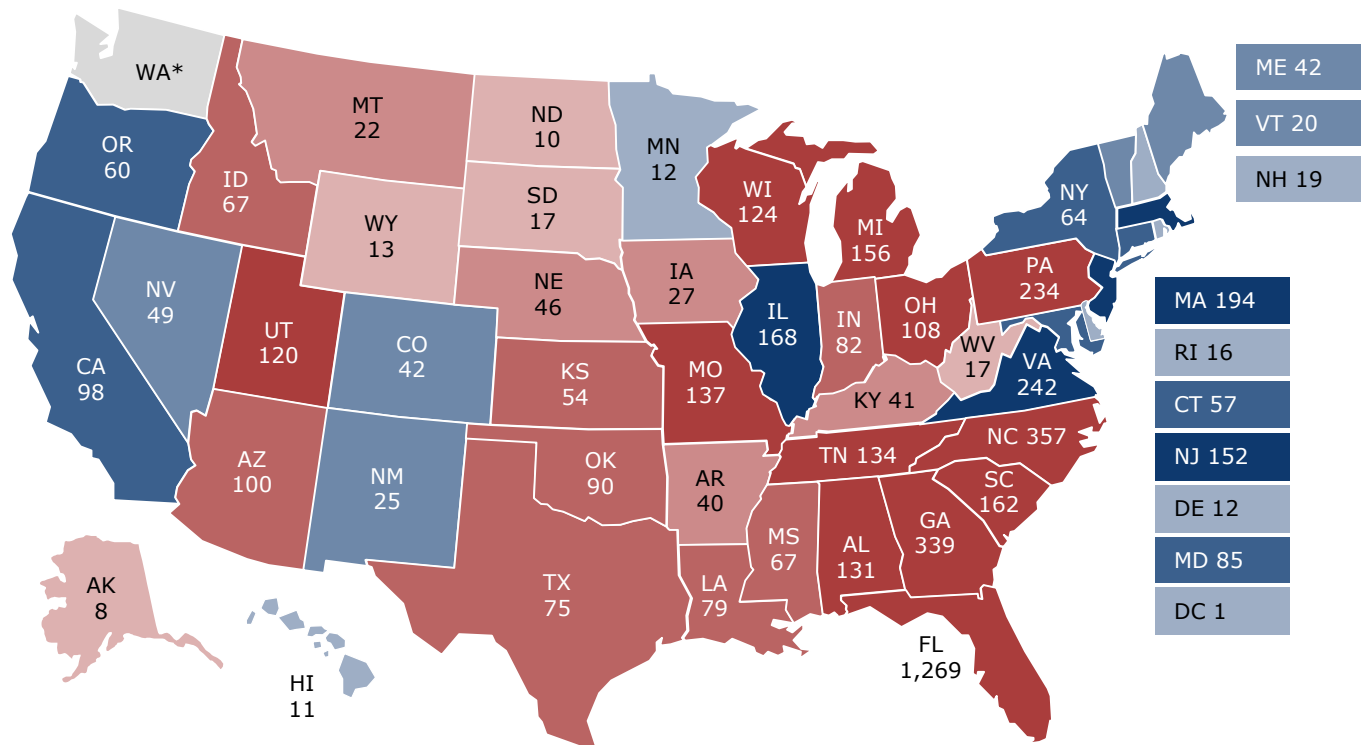 WA*
OR
60
ID
67
MT
22
ND
10
MN
12
SD
17
WY
13
WI
124
MI
156
NY
64
ME 42
VT 20
NH 19
CA
98
NV
49
UT
120
CO
42
NE
46
IA
27
IL
168
IN
82
OH
108
PA
234
WV
17
VA
242
KS
54
MO
137
KY 41
MA 194
RI 16
CT 57
NJ 152
DE 12
MD 85
DC 1
AZ
100
NM
25
OK
90
AR
40
TN 134
NC 357
SC
162
TX
75
LA
79
MS
67
AL
131
GA
339
FL
1,269
AK
8
HI
11